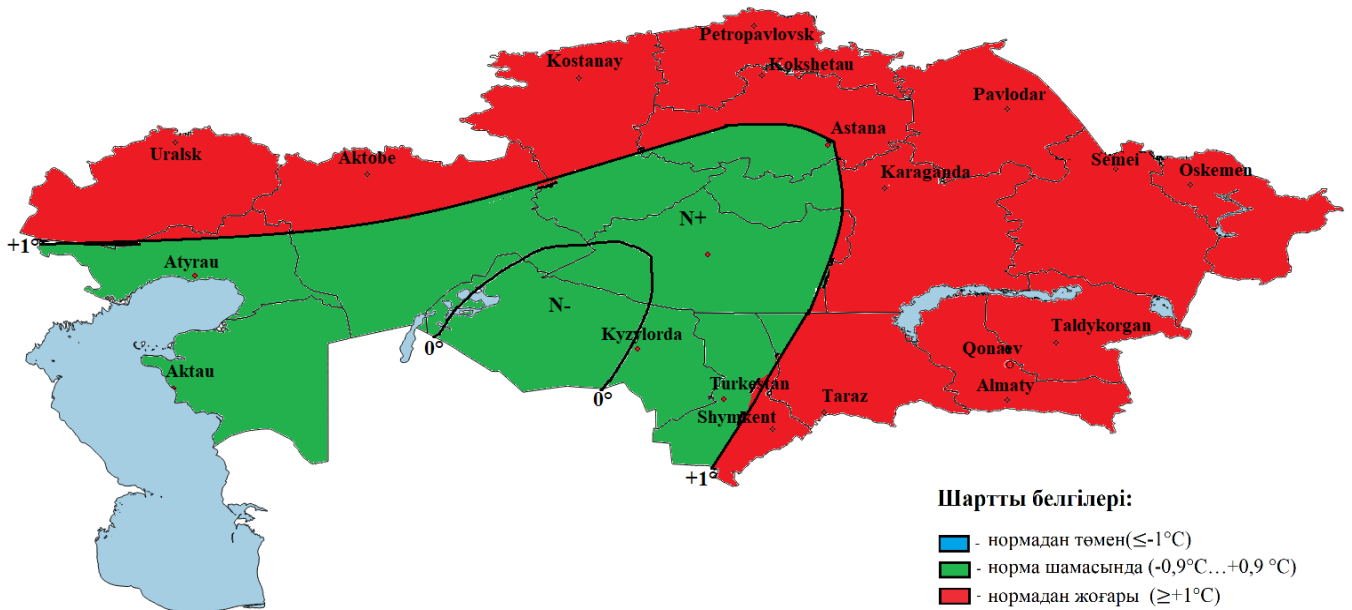 Petropavlovsk
Kostanay
Kokshetau
Pavlodar
Astana
Uralsk
Aktobe
Semei
Oskemen
Karaganda
N+
+1°
Atyrau
N-
Kyzylorda
Taldykorgan
0°
Qonaev
Aktau
Turkestan
Almaty
0°
Taraz
Shymkent
+1°
Шартты белгілері:
- нормадан төмен(≤-1°C)
- норма шамасында (-0,9°C…+0,9 °C)
- нормадан жоғары (≥+1°C)